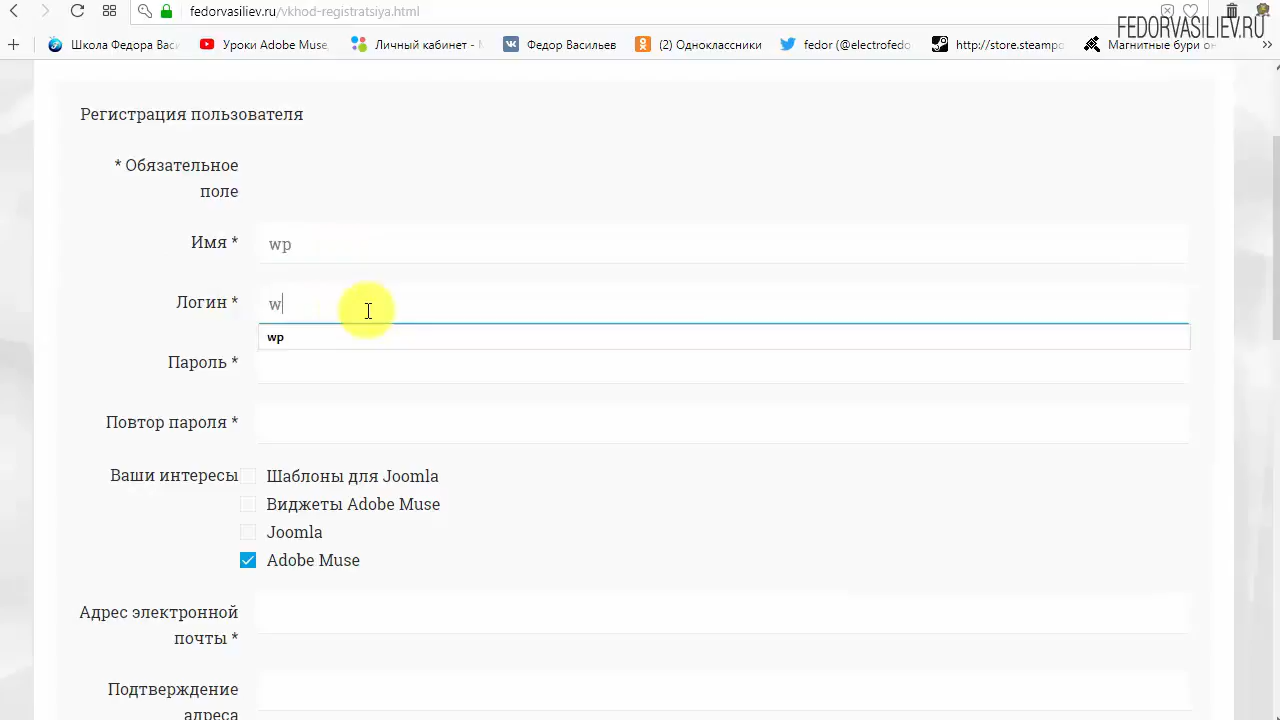 fedorvasiliev.ru/vkhod-registratsiya.html
FEDORVASILIEV.RU
Школа Федора Васи
Уроки Adobe Muse,
Личный кабинет -
Федор Васильев
(2) Одноклассники
fedor (@electrofedo
http://store.steampo
Магнитные бури о
Регистрация пользователя
* Обязательное
поле
Имя *
wp
Логин *
w
wp
Пароль *
Повтор пароля *
Ваши интересы
Шаблоны для Joomla
Виджеты Adobe Muse
Joomla
Adobe Muse
Адрес электронной
почты *
Подтверждение
адреса